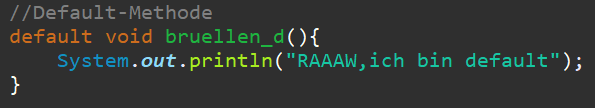 //Default-Methode
default void bruellen_d(){
    System.out.println("RAAAW,ich bin default");
}